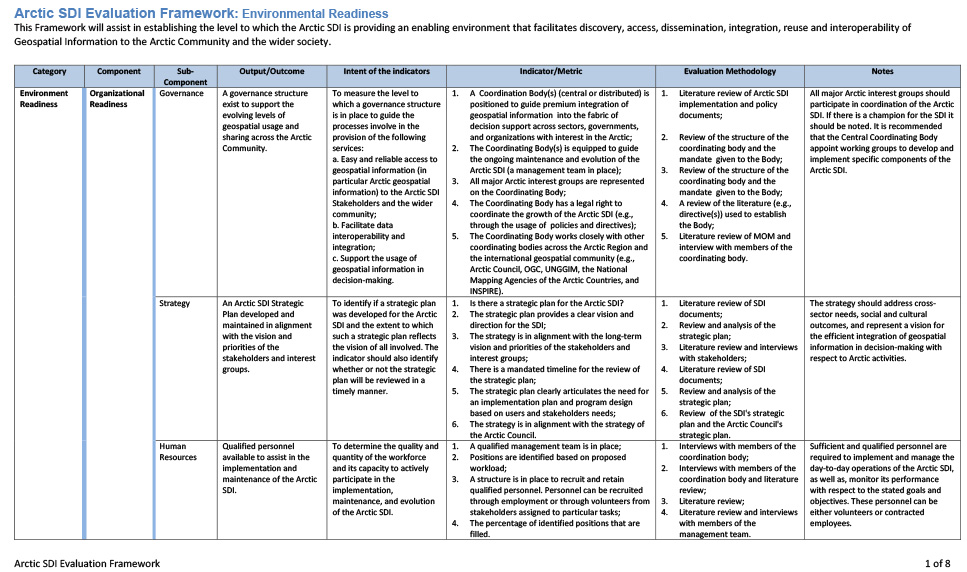 Arctic SDI Evaluation Framework: Environmental Readiness
This Framework will assist in establishing the level to which the Arctic SDI is providing an enabling environment that facilitates discovery, access, dissemination, integration, reuse and interoperability of
Geospatial Information to the Arctic Community and the wider society.
Category
Component
Sub-
Component
Output/Outcome
Intent of the indicators
Indicator/Metric
Evaluation Methodology
Notes
Environment
Readiness
Organizational
Readiness
Governance
A governance structure
exist to support the
evolving levels of
geospatial usage and
sharing across the Arctic
Community.
To measure the level to
which a governance structure
is in place to guide the
processes involve in the
provision of the following
services:
a. Easy and reliable access to
geospatial information (in
particular Arctic geospatial
information) to the Arctic SDI
Stakeholders and the wider
community;
b. Facilitate data
interoperability and
integration;
c. Support the usage of
geospatial information in
decision-making.
1. A Coordination Body(s) (central or distributed) is
positioned to guide premium integration of
geospatial information into the fabric of
decision support across sectors, governments,
and organizations with interest in the Arctic;
2. The Coordinating Body(s) is equipped to guide
the ongoing maintenance and evolution of the
Arctic SDI (a management team in place);
3. All major Arctic interest groups are represented
on the Coordinating Body;
4. The Coordinating Body has a legal right to
coordinate the growth of the Arctic SDI (e.g.,
through the usage of policies and directives);
5. The Coordinating Body works closely with other
coordinating bodies across the Arctic Region and
the international geospatial community (e.g.,
Arctic Council, OGC, UNGGIM, the National
Mapping Agencies of the Arctic Countries, and
INSPIRE).
1. Literature review of Arctic SDI
implementation and policy
documents;
2. Review of the structure of the
coordinating body and the
mandate given to the Body;
3. Review of the structure of the
coordinating body and the
mandate given to the Body;
4. A review of the literature (e.g.,
directive(s)) used to establish
the Body;
5. Literature review of MOM and
interview with members of the
coordinating body.
All major Arctic interest groups should
participate in coordination of the Arctic
SDI. If there is a champion for the SDI it
should be noted. It is recommended
that the Central Coordinating Body
appoint working groups to develop and
implement specific components of the
Arctic SDI.
Strategy
An Arctic SDI Strategic
Plan developed and
maintained in alignment
with the vision and
priorities of the
stakeholders and interest
groups.
To identify if a strategic plan
was developed for the Arctic
SDI and the extent to which
such a strategic plan reflects
the vision of all involved. The
indicator should also identify
whether or not the strategic
plan will be reviewed in a
timely manner.
1. Is there a strategic plan for the Arctic SDI?
2. The strategic plan provides a clear vision and
direction for the SDI;
3. The strategy is in alignment with the long-term
vision and priorities of the stakeholders and
interest groups;
4. There is a mandated timeline for the review of
the strategic plan;
5. The strategic plan clearly articulates the need for
an implementation plan and program design
based on users and stakeholders needs;
6. The strategy is in alignment with the strategy of
the Arctic Council.
1. Literature review of SDI
documents;
2. Review and analysis of the
strategic plan;
3. Literature review and interviews
with stakeholders;
4. Literature review of SDI
documents;
5. Review and analysis of the
strategic plan;
6. Review of the SDI's strategic
plan and the Arctic Council's
strategic plan.
The strategy should address cross-
sector needs, social and cultural
outcomes, and represent a vision for
the efficient integration of geospatial
information in decision-making with
respect to Arctic activities.
Human
Resources
Qualified personnel
available to assist in the
implementation and
maintenance of the Arctic
SDI.
To determine the quality and
quantity of the workforce
and its capacity to actively
participate in the
implementation,
maintenance, and evolution
of the Arctic SDI.
1. A qualified management team is in place;
2. Positions are identified based on proposed
workload;
3. A structure is in place to recruit and retain
qualified personnel. Personnel can be recruited
through employment or through volunteers from
stakeholders assigned to particular tasks;
4. The percentage of identified positions that are
filled.
1. Interviews with members of the
coordination body;
2. Interviews with members of the
coordination body and literature
review;
3. Literature review;
4. Literature review and interviews
with members of the
management team.
Sufficient and qualified personnel are
required to implement and manage the
day-to-day operations of the Arctic SDI,
as well as, monitor its performance
with respect to the stated goals and
objectives. These personnel can be
either volunteers or contracted
employees.
Arctic SDI Evaluation Framework
1 of 8